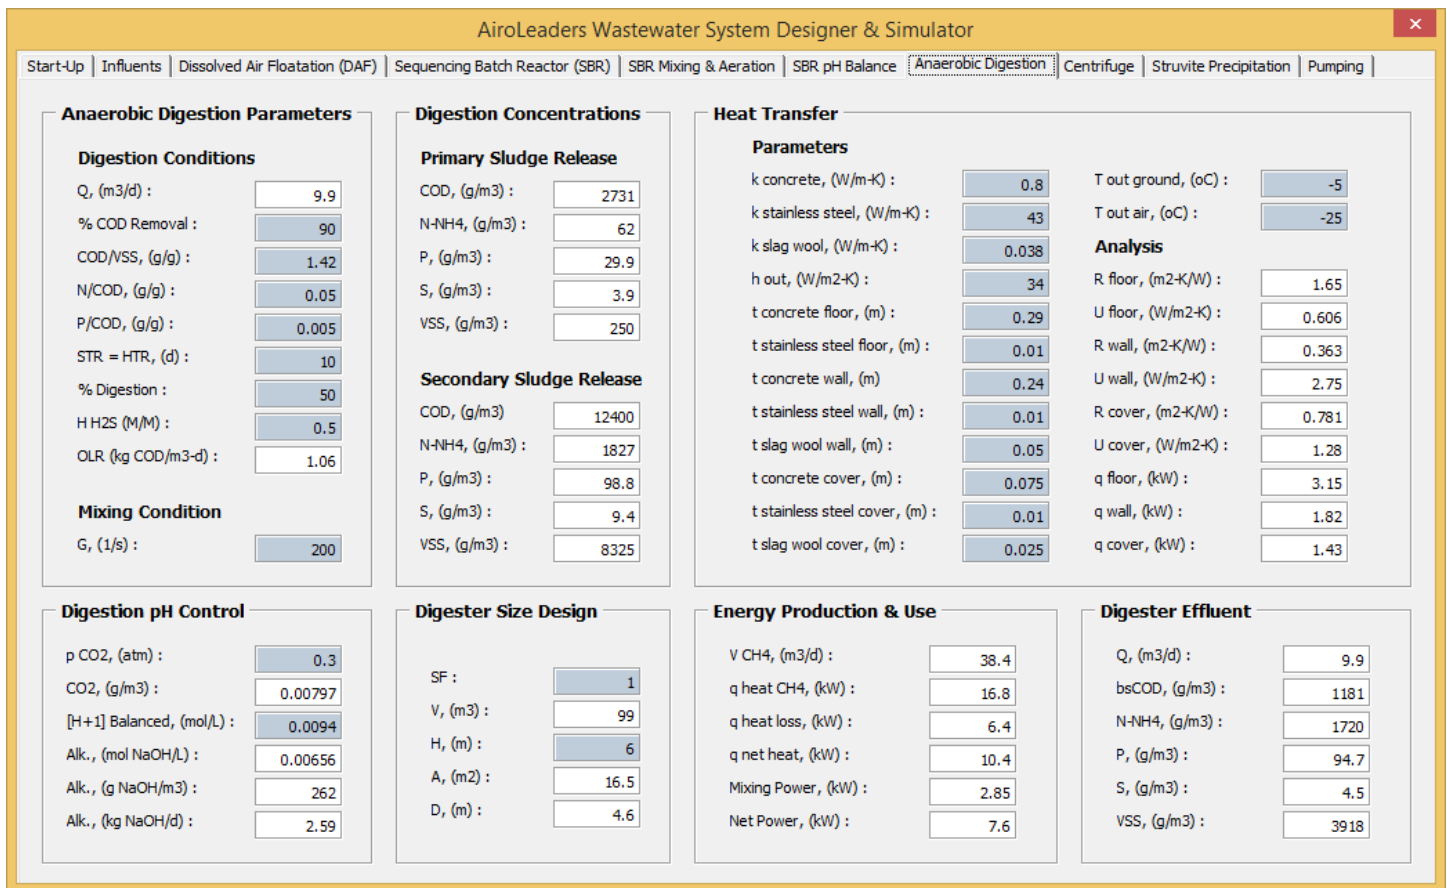 AiroLeaders Wastewater System Designer & Simulator
×
Start-Up | Influents | Dissolved Air Floatation (DAF) | Sequencing Batch Reactor (SBR) | SBR Mixing & Aeration | SBR pH Balance | Anaerobic Digestion | Centrifuge | Struvite Precipitation | Pumping
Anaerobic Digestion Parameters
Digestion Conditions
Q, (m3/d) : 9.9
% COD Removal : 90
COD/VSS, (g/g) : 1.42
N/COD, (g/g) : 0.05
P/COD, (g/g) : 0.005
STR = HTR, (d) : 10
% Digestion : 50
H H2S (M/M) : 0.5
OLR (kg COD/m3-d) : 1.06
Mixing Condition
G, (1/s) : 200
Digestion Concentrations
Primary Sludge Release
COD, (g/m3) : 2731
N-NH4, (g/m3) : 62
P, (g/m3) : 29.9
S, (g/m3) : 3.9
VSS, (g/m3) : 250
Secondary Sludge Release
COD, (g/m3) 12400
N-NH4, (g/m3) : 1827
P, (g/m3) : 98.8
S, (g/m3) : 9.4
VSS, (g/m3) : 8325
Heat Transfer
Parameters
k concrete, (W/m-K) : 0.8
k stainless steel, (W/m-K) : 43
k slag wool, (W/m-K) : 0.038
h out, (W/m2-K) : 34
t concrete floor, (m) : 0.29
t stainless steel floor, (m) : 0.01
t concrete wall, (m) 0.24
t stainless steel wall, (m) : 0.01
t slag wool wall, (m) : 0.05
t concrete cover, (m) : 0.075
t stainless steel cover, (m) : 0.01
t slag wool cover, (m) : 0.025
T out ground, (oC) : -5
T out air, (oC) : -25
Analysis
R floor, (m2-K/W) : 1.65
U floor, (W/m2-K) : 0.606
R wall, (m2-K/W) : 0.363
U wall, (W/m2-K) : 2.75
R cover, (m2-K/W) : 0.781
U cover, (W/m2-K) : 1.28
q floor, (kW) : 3.15
q wall, (kW) : 1.82
q cover, (kW) : 1.43
Digestion pH Control
p CO2, (atm) : 0.3
CO2, (g/m3) : 0.00797
[H+1] Balanced, (mol/L) : 0.0094
Alk., (mol NaOH/L) : 0.00656
Alk., (g NaOH/m3) : 262
Alk., (kg NaOH/d) : 2.59
Digester Size Design
SF : 1
V, (m3) : 99
H, (m) : 6
A, (m2) : 16.5
D, (m) : 4.6
Energy Production & Use
V CH4, (m3/d) : 38.4
q heat CH4, (kW) : 16.8
q heat loss, (kW) : 6.4
q net heat, (kW) : 10.4
Mixing Power, (kW) : 2.85
Net Power, (kW) : 7.6
Digester Effluent
Q, (m3/d) : 9.9
bsCOD, (g/m3) : 1181
N-NH4, (g/m3) : 1720
P, (g/m3) : 94.7
S, (g/m3) : 4.5
VSS, (g/m3) : 3918